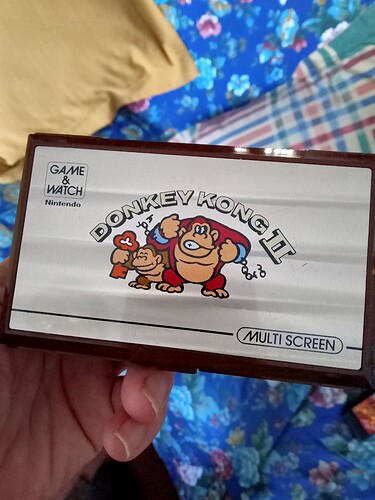 GAME
&
WATCH
Nintendo
DONKEY KONG II
MULTI SCREEN